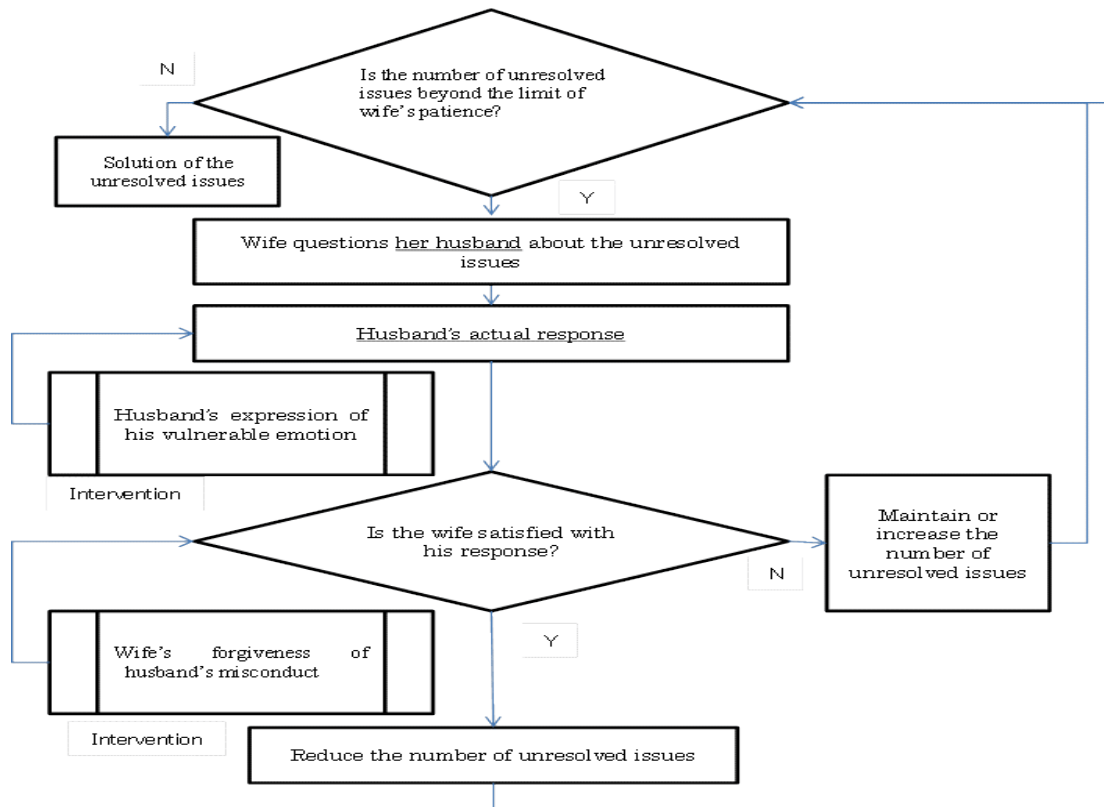 Is the number of unresolved
issues beyond the limit of
wife's patience?
N
Solution of the
unresolved issues
Y
Wife questions her husband about the unresolved
issues
Husband's actual response
Husband's expression of
his vulnerable emotion
Intervention
Is the wife satisfied with
his response?
N
Maintain or
increase the
number of
unresolved issues
Y
Wife's forgiveness of
husband's misconduct
Intervention
Reduce the number of unresolved issues